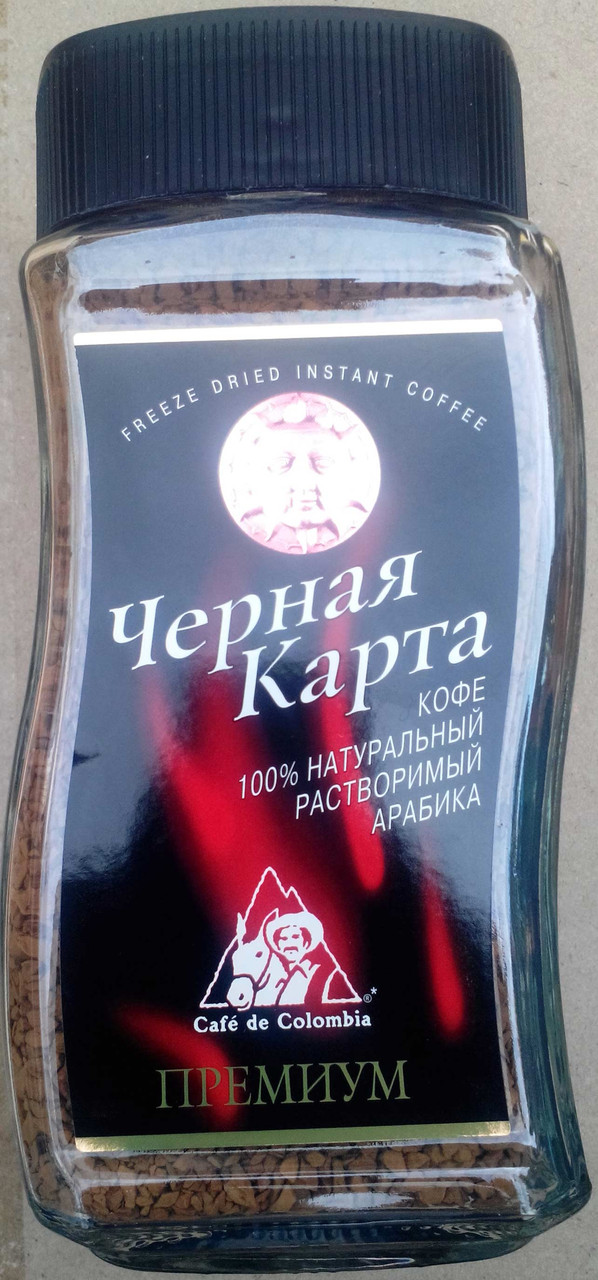 FREEZE DRIED INSTANT COFFEE
Черная
Карта
КОФЕ
100% НАТУРАЛЬНЫЙ
РАСТВОРИМЫЙ
АРАБИКА
®*
Café de Colombia
ПРЕМИУМ